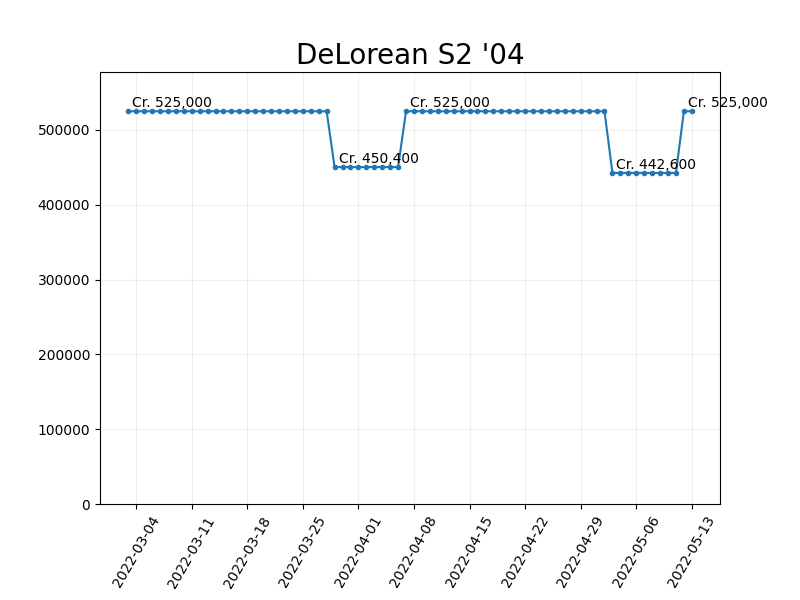 DeLorean S2 '04
Cr. 525,000
Cr. 525,000
Cr. 525,000
Cr. 450,400
Cr. 442,600
500000
400000
300000
200000
100000
0
2022-03-04
2022-03-11
2022-03-18
2022-03-25
2022-04-01
2022-04-08
2022-04-15
2022-04-22
2022-04-29
2022-05-06
2022-05-13